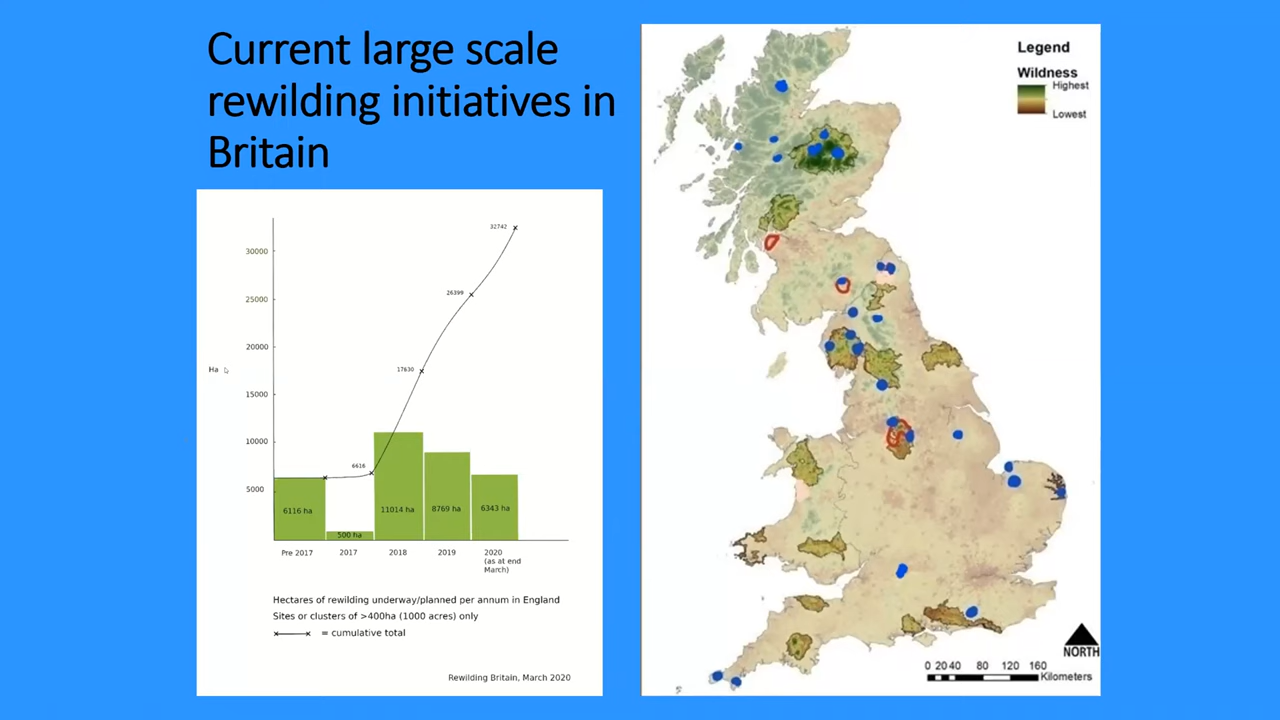 Current large scale
rewilding initiatives in
Britain
32742
30000
26399
25000
20000
Ha
17630
15000
10000
6616
5000
6116 ha
500 ha
11014 ha
8769 ha
6343 ha
Pre 2017
2017
2018
2019
2020
(as at end
March)
Hectares of rewilding underway/planned per annum in England
Sites or clusters of >400ha (1000 acres) only
= cumulative total
Rewilding Britain, March 2020
Legend
Wildness
Highest
Lowest
NORTH
0 20 40 80 120 160
Kilometers